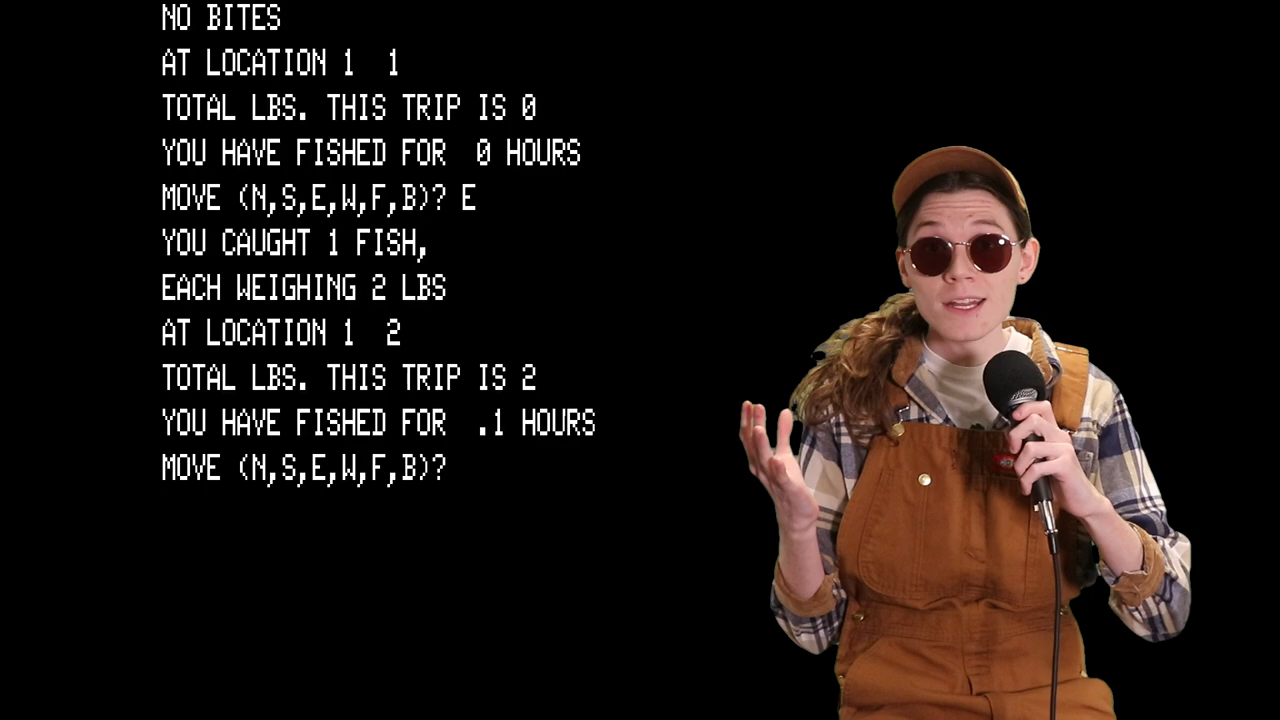 NO BITES
AT LOCATION 1  1
TOTAL LBS. THIS TRIP IS 0
YOU HAVE FISHED FOR  0 HOURS
MOVE (N,S,E,W,F,B)? E
YOU CAUGHT 1 FISH,
EACH WEIGHING 2 LBS
AT LOCATION 1  2
TOTAL LBS. THIS TRIP IS 2
YOU HAVE FISHED FOR  .1 HOURS
MOVE (N,S,E,W,F,B)?